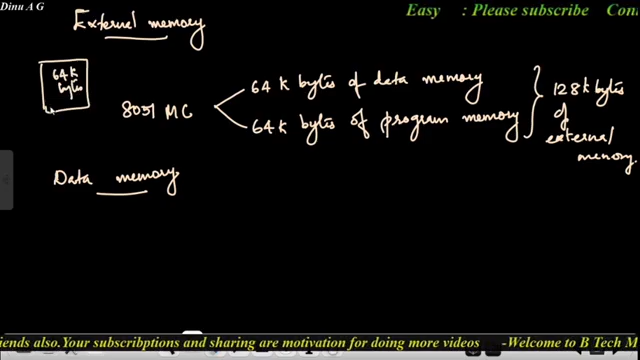 Dinu A G
Easy : Please subscribe Con
External memory
64 k
bytes
8051 MC
64 k bytes of data memory
64 k bytes of program memory
128 k bytes
of
external
memory.
Data memory
iends also.Your subscribptions and sharing are motivation for doing more videos -Welcome to B Tech M